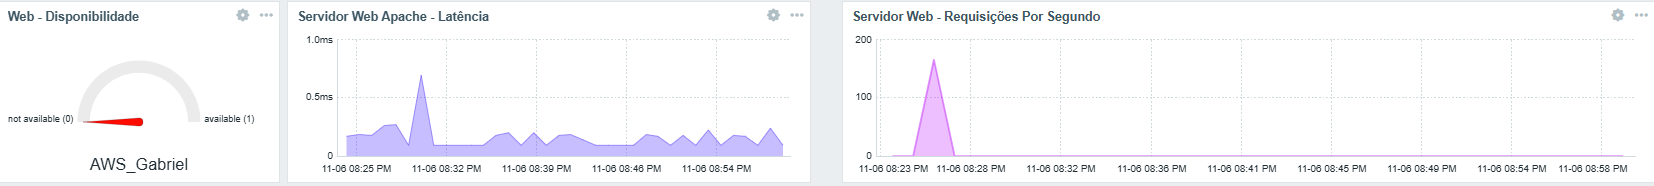 Web - Disponibilidade
not available (0)
available (1)
AWS_Gabriel
Servidor Web Apache - Latência
1.0ms
0.5ms
0
11-06 08:25 PM 11-06 08:32 PM 11-06 08:39 PM 11-06 08:46 PM 11-06 08:54 PM
Servidor Web - Requisições Por Segundo
200
100
0
11-06 08:23 PM 11-06 08:28 PM 11-06 08:32 PM 11-06 08:36 PM 11-06 08:41 PM 11-06 08:45 PM 11-06 08:49 PM 11-06 08:54 PM 11-06 08:58 PM